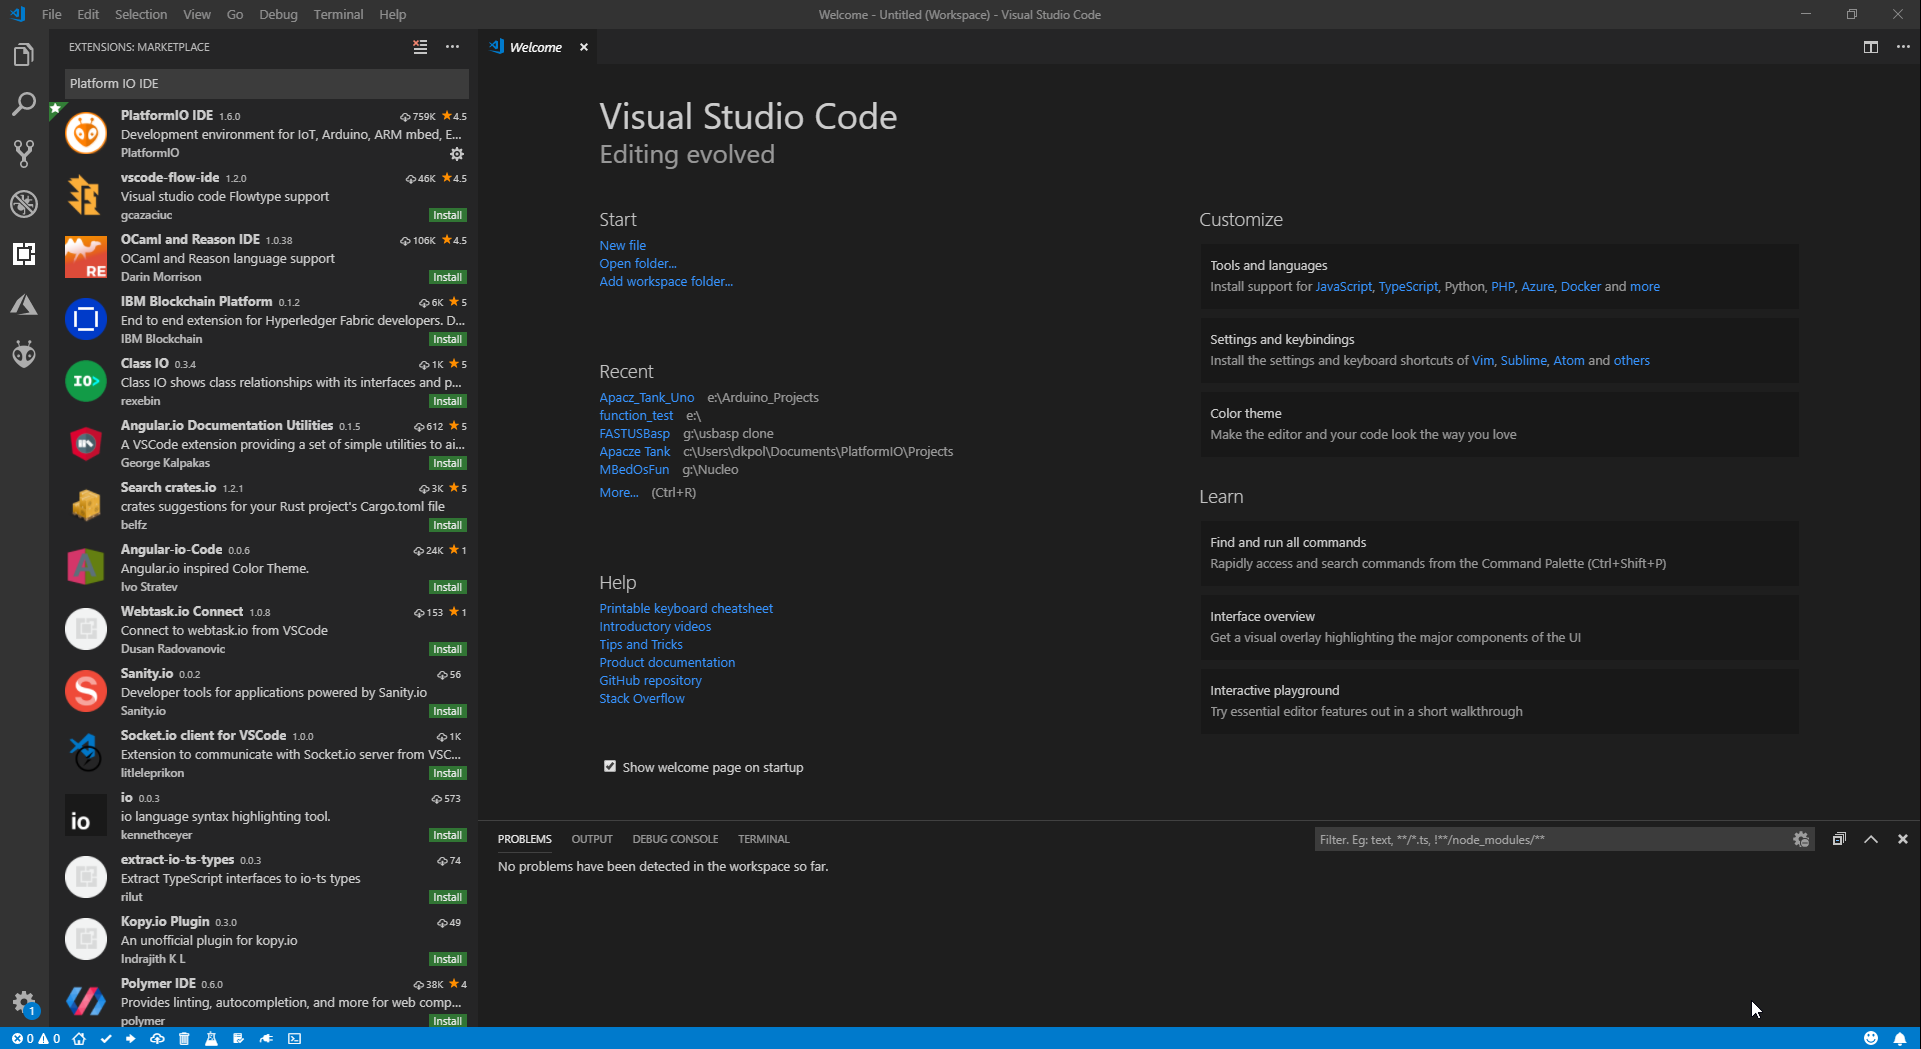 File Edit Selection View Go Debug Terminal Help
Welcome - Untitled (Workspace) - Visual Studio Code
EXTENSIONS: MARKETPLACE
Platform IO IDE
PlatformIO IDE 1.6.0 759K 4.5
Development environment for IoT, Arduino, ARM mbed, E...
PlatformIO
vscode-flow-ide 1.2.0 46K 4.5
Visual studio code Flowtype support
gcazaciuc Install
OCaml and Reason IDE 1.0.38 106K 4.5
OCaml and Reason language support
Darin Morrison Install
RE
IBM Blockchain Platform 0.1.2 6K 5
End to end extension for Hyperledger Fabric developers. D...
IBM Blockchain Install
Class IO 0.3.4 1K 5
Class IO shows class relationships with its interfaces and p...
rexebin Install
IO>
Angular.io Documentation Utilities 0.1.5 612 5
A VSCode extension providing a set of simple utilities to ai...
George Kalpakas Install
Search crates.io 1.2.1 3K 5
crates suggestions for your Rust project's Cargo.toml file
belfz Install
Angular-io-Code 0.0.6 24K 1
Angular.io inspired Color Theme.
Ivo Stratev Install
A
Webtask.io Connect 1.0.8 153 1
Connect to webtask.io from VSCode
Dusan Radovanovic Install
Sanity.io 0.0.2 56
Developer tools for applications powered by Sanity.io
Sanity.io Install
S
Socket.io client for VSCode 1.0.0 1K
Extension to communicate with Socket.io server from VSC...
litleleprikon Install
io 0.0.3 573
io language syntax highlighting tool.
kennethceyer Install
io
extract-io-ts-types 0.0.3 74
Extract TypeScript interfaces to io-ts types
rilut Install
Kopy.io Plugin 0.3.0 49
An unofficial plugin for kopy.io
Indrajith K L Install
Polymer IDE 0.6.0 38K 4
Provides linting, autocompletion, and more for web comp...
polymer Install
Welcome
Visual Studio Code
Editing evolved
Start
New file
Open folder...
Add workspace folder...
Recent
Apacz_Tank_Uno e:\Arduino_Projects
function_test e:\
FASTUSBasp g:\usbasp clone
Apacze Tank c:\Users\dkpol\Documents\PlatformIO\Projects
MBedOsFun g:\Nucleo
More... (Ctrl+R)
Help
Printable keyboard cheatsheet
Introductory videos
Tips and Tricks
Product documentation
GitHub repository
Stack Overflow
Show welcome page on startup
Customize
Tools and languages
Install support for JavaScript, TypeScript, Python, PHP, Azure, Docker and more
Settings and keybindings
Install the settings and keyboard shortcuts of Vim, Sublime, Atom and others
Color theme
Make the editor and your code look the way you love
Learn
Find and run all commands
Rapidly access and search commands from the Command Palette (Ctrl+Shift+P)
Interface overview
Get a visual overlay highlighting the major components of the UI
Interactive playground
Try essential editor features out in a short walkthrough
PROBLEMS OUTPUT DEBUG CONSOLE TERMINAL
Filter. Eg: text, **/*.ts, !**/node_modules/**
No problems have been detected in the workspace so far.
1
0 0